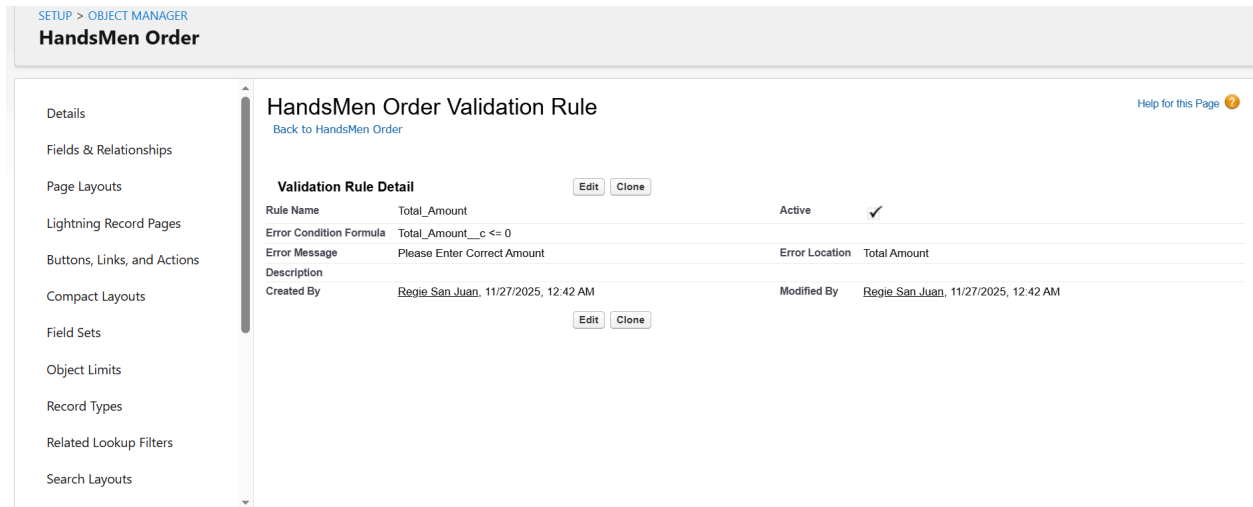 SETUP > OBJECT MANAGER
HandsMen Order
Details
Fields & Relationships
Page Layouts
Lightning Record Pages
Buttons, Links, and Actions
Compact Layouts
Field Sets
Object Limits
Record Types
Related Lookup Filters
Search Layouts
HandsMen Order Validation Rule
Help for this Page ?
Back to HandsMen Order
Validation Rule Detail Edit Clone
Rule Name Total_Amount Active
Error Condition Formula Total_Amount__c <= 0
Error Message Please Enter Correct Amount Error Location Total Amount
Description
Created By Regie San Juan, 11/27/2025, 12:42 AM Modified By Regie San Juan, 11/27/2025, 12:42 AM
Edit Clone